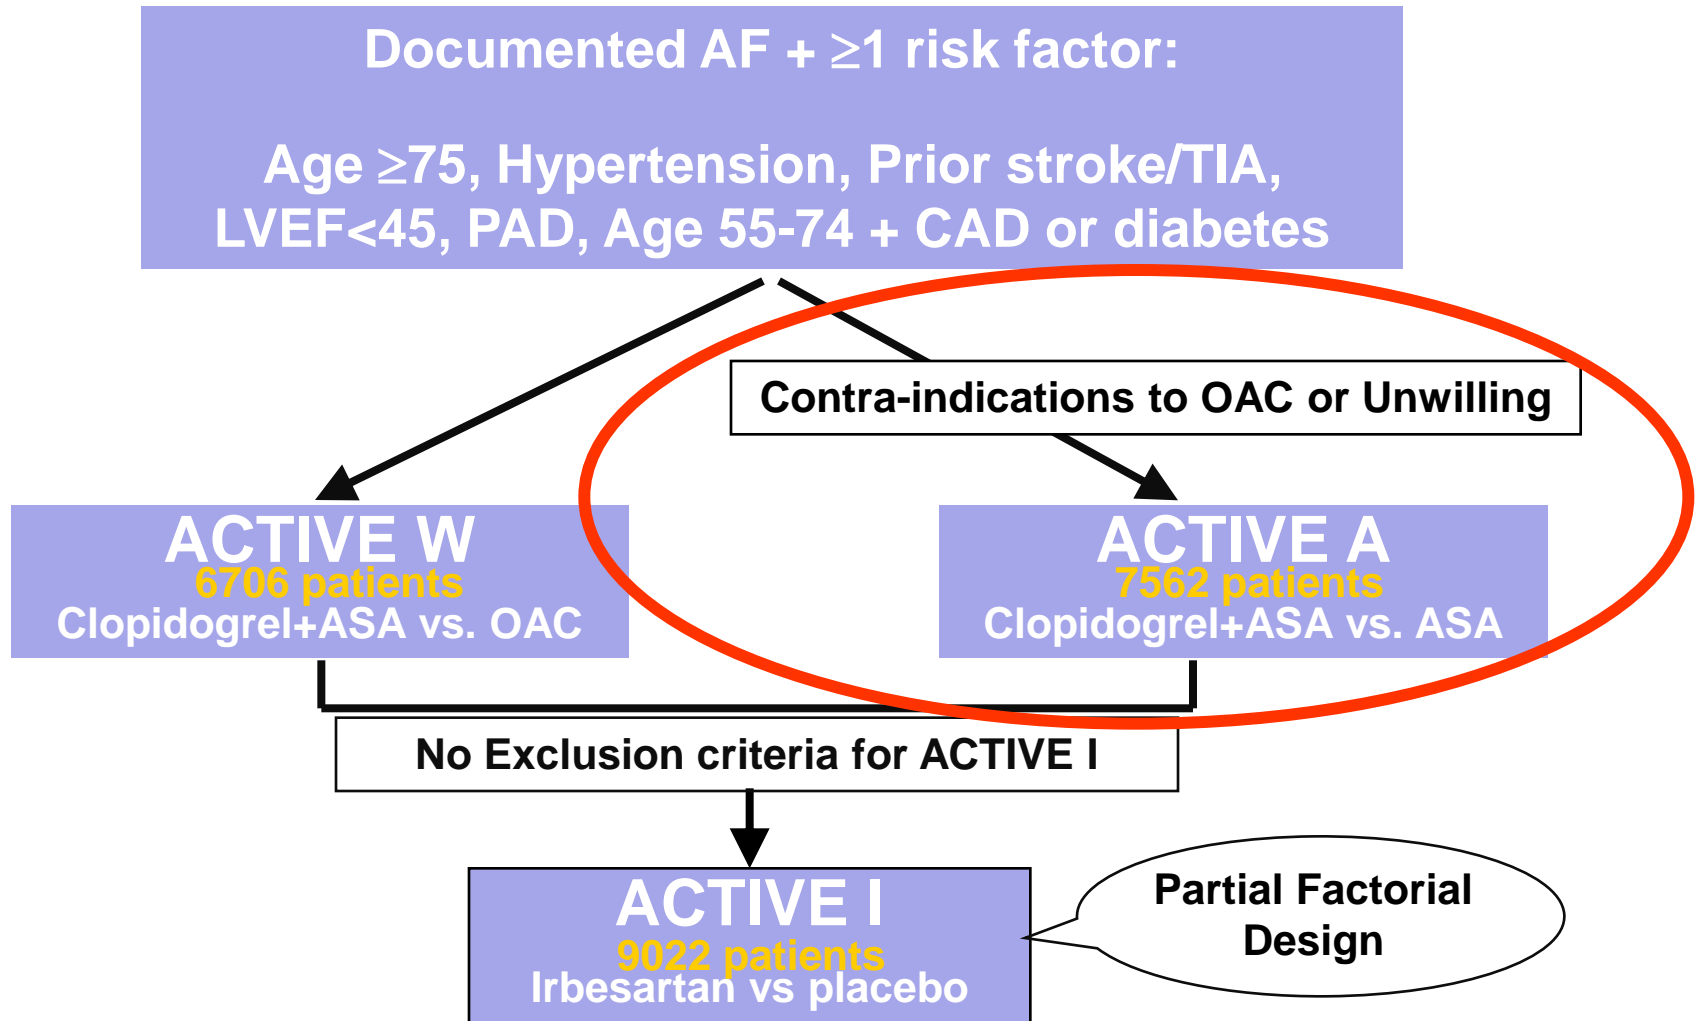 Documented AF + ≥1 risk factor:
Age ≥75, Hypertension, Prior stroke/TIA,
LVEF<45, PAD, Age 55-74 + CAD or diabetes
Contra-indications to OAC or Unwilling
ACTIVE W
6706 patients
Clopidogrel+ASA vs. OAC
ACTIVE A
7562 patients
Clopidogrel+ASA vs. ASA
No Exclusion criteria for ACTIVE I
ACTIVE I
9022 patients
Irbesartan vs placebo
Partial Factorial
Design